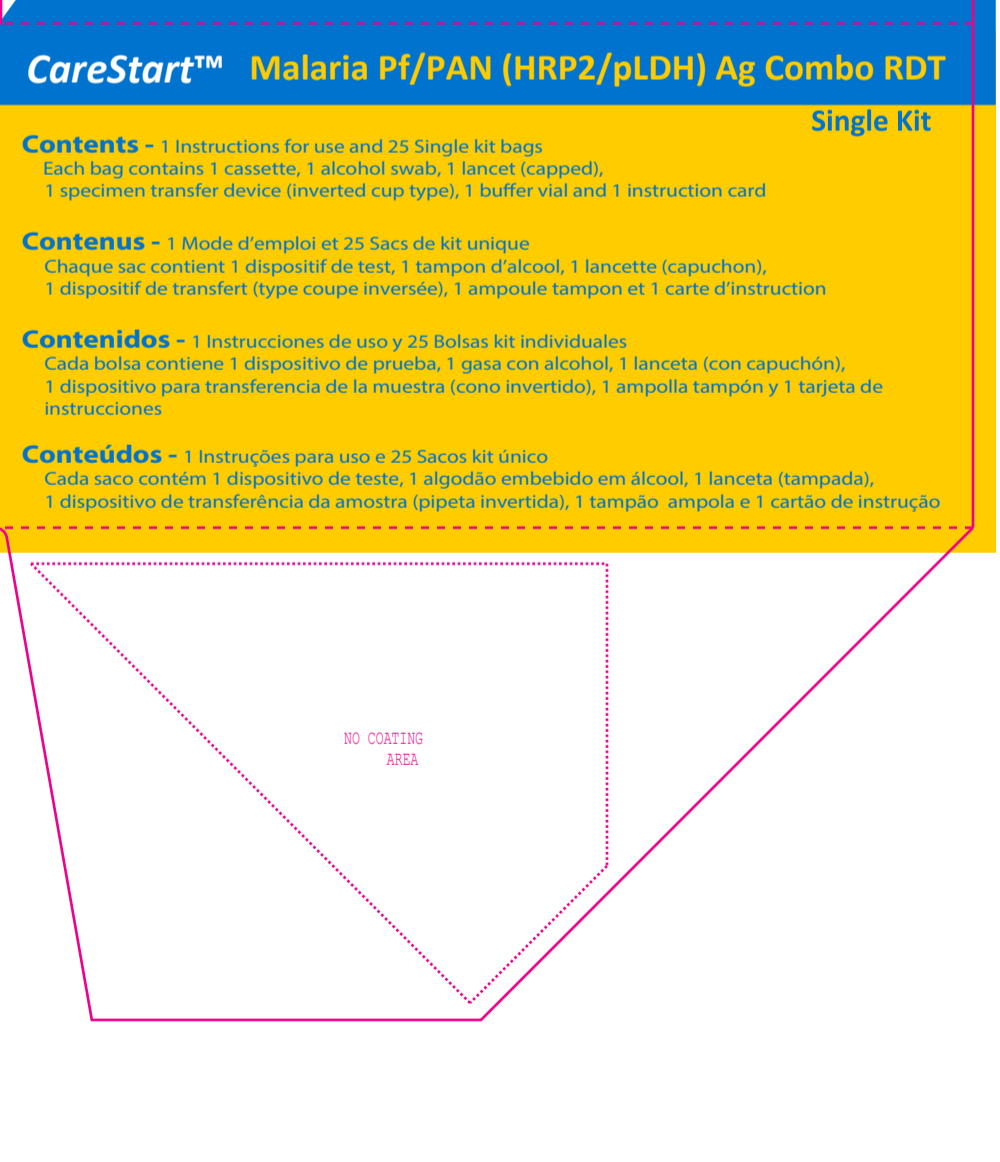 CareStart™ Malaria Pf/PAN (HRP2/pLDH) Ag Combo RDT
Single Kit
Contents - 1 Instructions for use and 25 Single kit bags
Each bag contains 1 cassette, 1 alcohol swab, 1 lancet (capped),
1 specimen transfer device (inverted cup type), 1 buffer vial and 1 instruction card
Contenus - 1 Mode d'emploi et 25 Sacs de kit unique
Chaque sac contient 1 dispositif de test, 1 tampon d'alcool, 1 lancette (capuchon),
1 dispositif de transfert (type coupe inversée), 1 ampoule tampon et 1 carte d'instruction
Contenidos - 1 Instrucciones de uso y 25 Bolsas kit individuales
Cada bolsa contiene 1 dispositivo de prueba, 1 gasa con alcohol, 1 lanceta (con capuchón),
1 dispositivo para transferencia de la muestra (cono invertido), 1 ampolla tampón y 1 tarjeta de
instrucciones
Conteúdos - 1 Instruções para uso e 25 Sacos kit único
Cada saco contém 1 dispositivo de teste, 1 algodão embebido em álcool, 1 lanceta (tampada),
1 dispositivo de transferência da amostra (pipeta invertida), 1 tampão ampola e 1 cartão de instrução
NO COATING
AREA